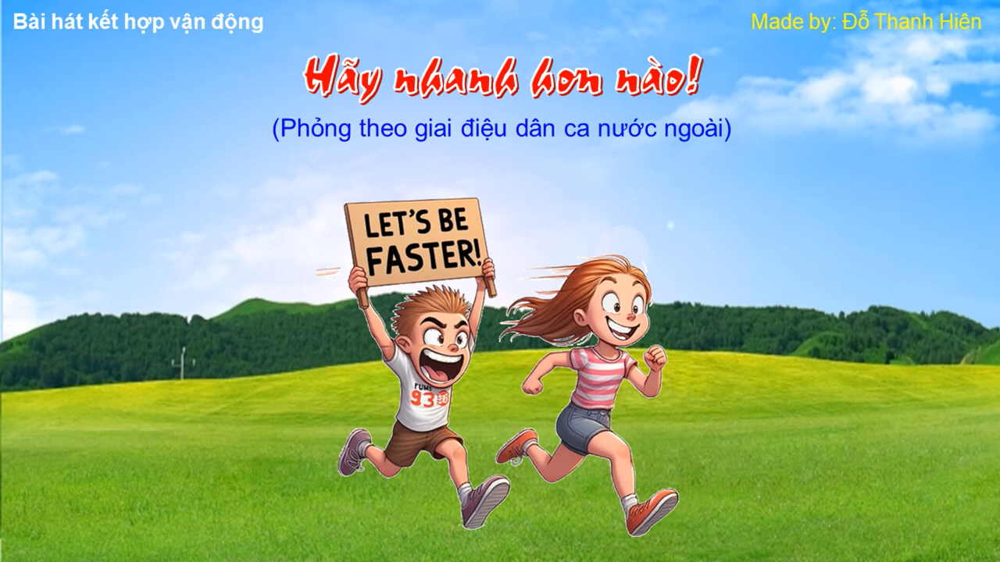 Bài hát kết hợp vận động
Made by: Đỗ Thanh Hiên
Hãy nhanh hơn nào!
(Phỏng theo giai điệu dân ca nước ngoài)
LET'S BE
FASTER!
93